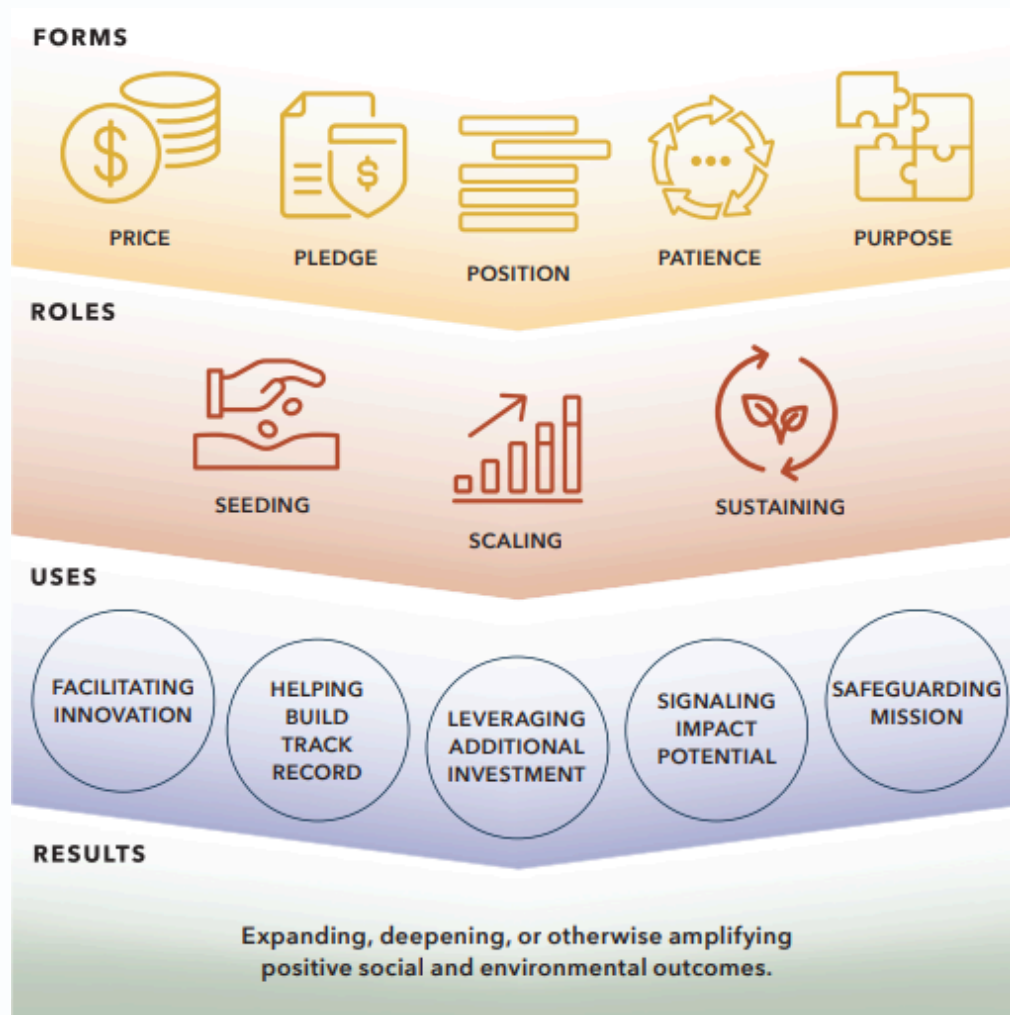 FORMS
$
$
PRICE
PLEDGE
POSITION
PATIENCE
PURPOSE
ROLES
SEEDING
SCALING
SUSTAINING
USES
FACILITATING
INNOVATION
HELPING
BUILD
TRACK
RECORD
LEVERAGING
ADDITIONAL
INVESTMENT
SIGNALING
IMPACT
POTENTIAL
SAFEGUARDING
MISSION
RESULTS
Expanding, deepening, or otherwise amplifying
positive social and environmental outcomes.